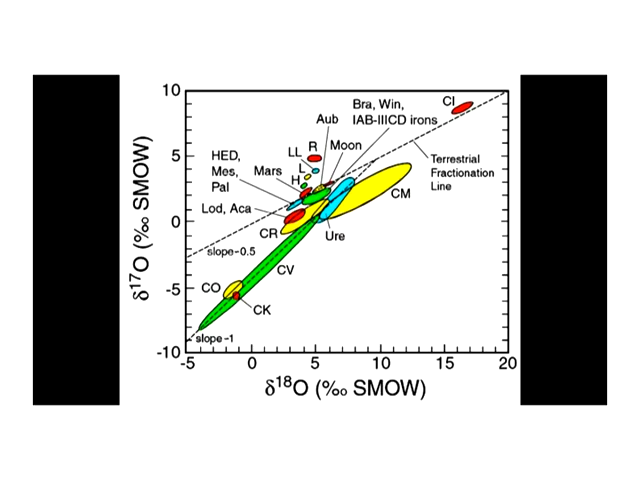 10
5
0
-5
-10
-5
0
5
10
15
20
δ17O (‰ SMOW)
δ18O (‰ SMOW)
CI
Bra, Win,
IAB-IIICD irons
Aub
R
Moon
LL
L
H
Mars
HED,
Mes,
Pal
Lod, Aca
Terrestrial
Fractionation
Line
CM
CR
Ure
slope-0.5
CV
CO
CK
slope-1